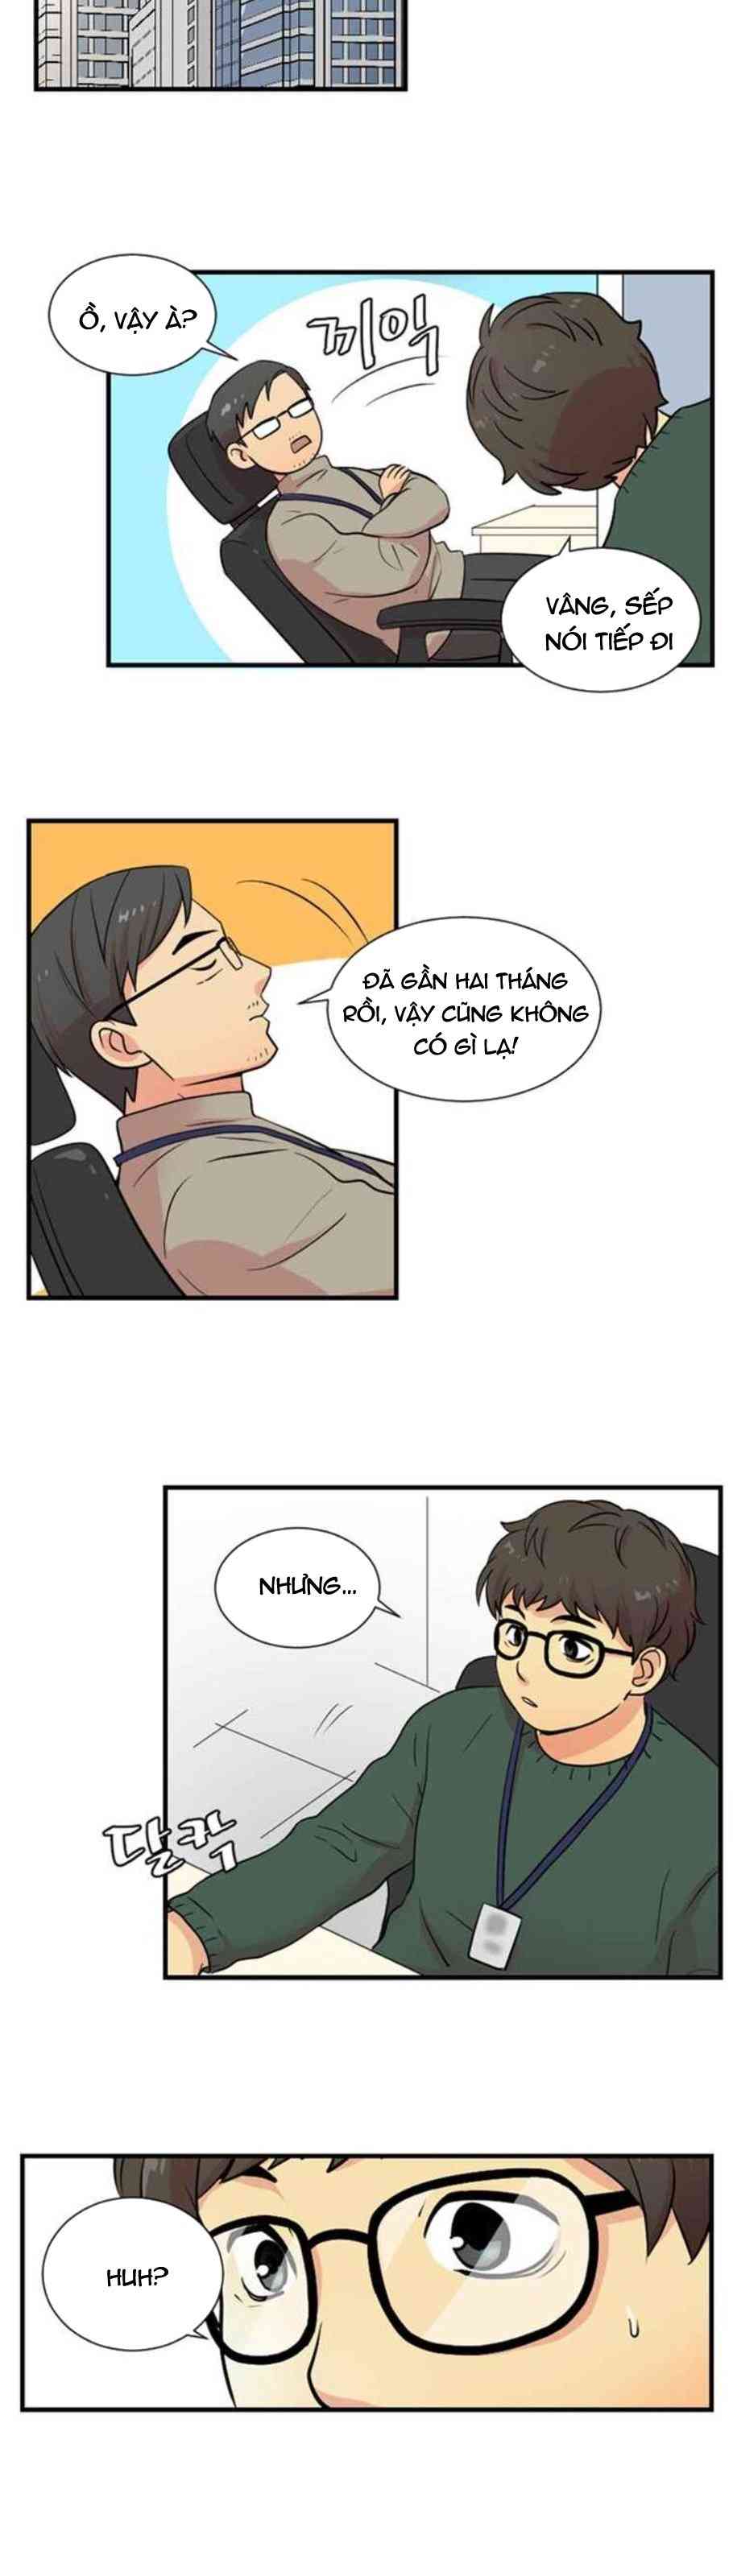 Ồ, VẬY À?
끼익
VÂNG, SẾP
NÓI TIẾP ĐI
ĐÃ GẦN HAI THÁNG
RỒI, VẬY CŨNG KHÔNG
CÓ GÌ LẠ!
NHƯNG...
달칵
HUH?